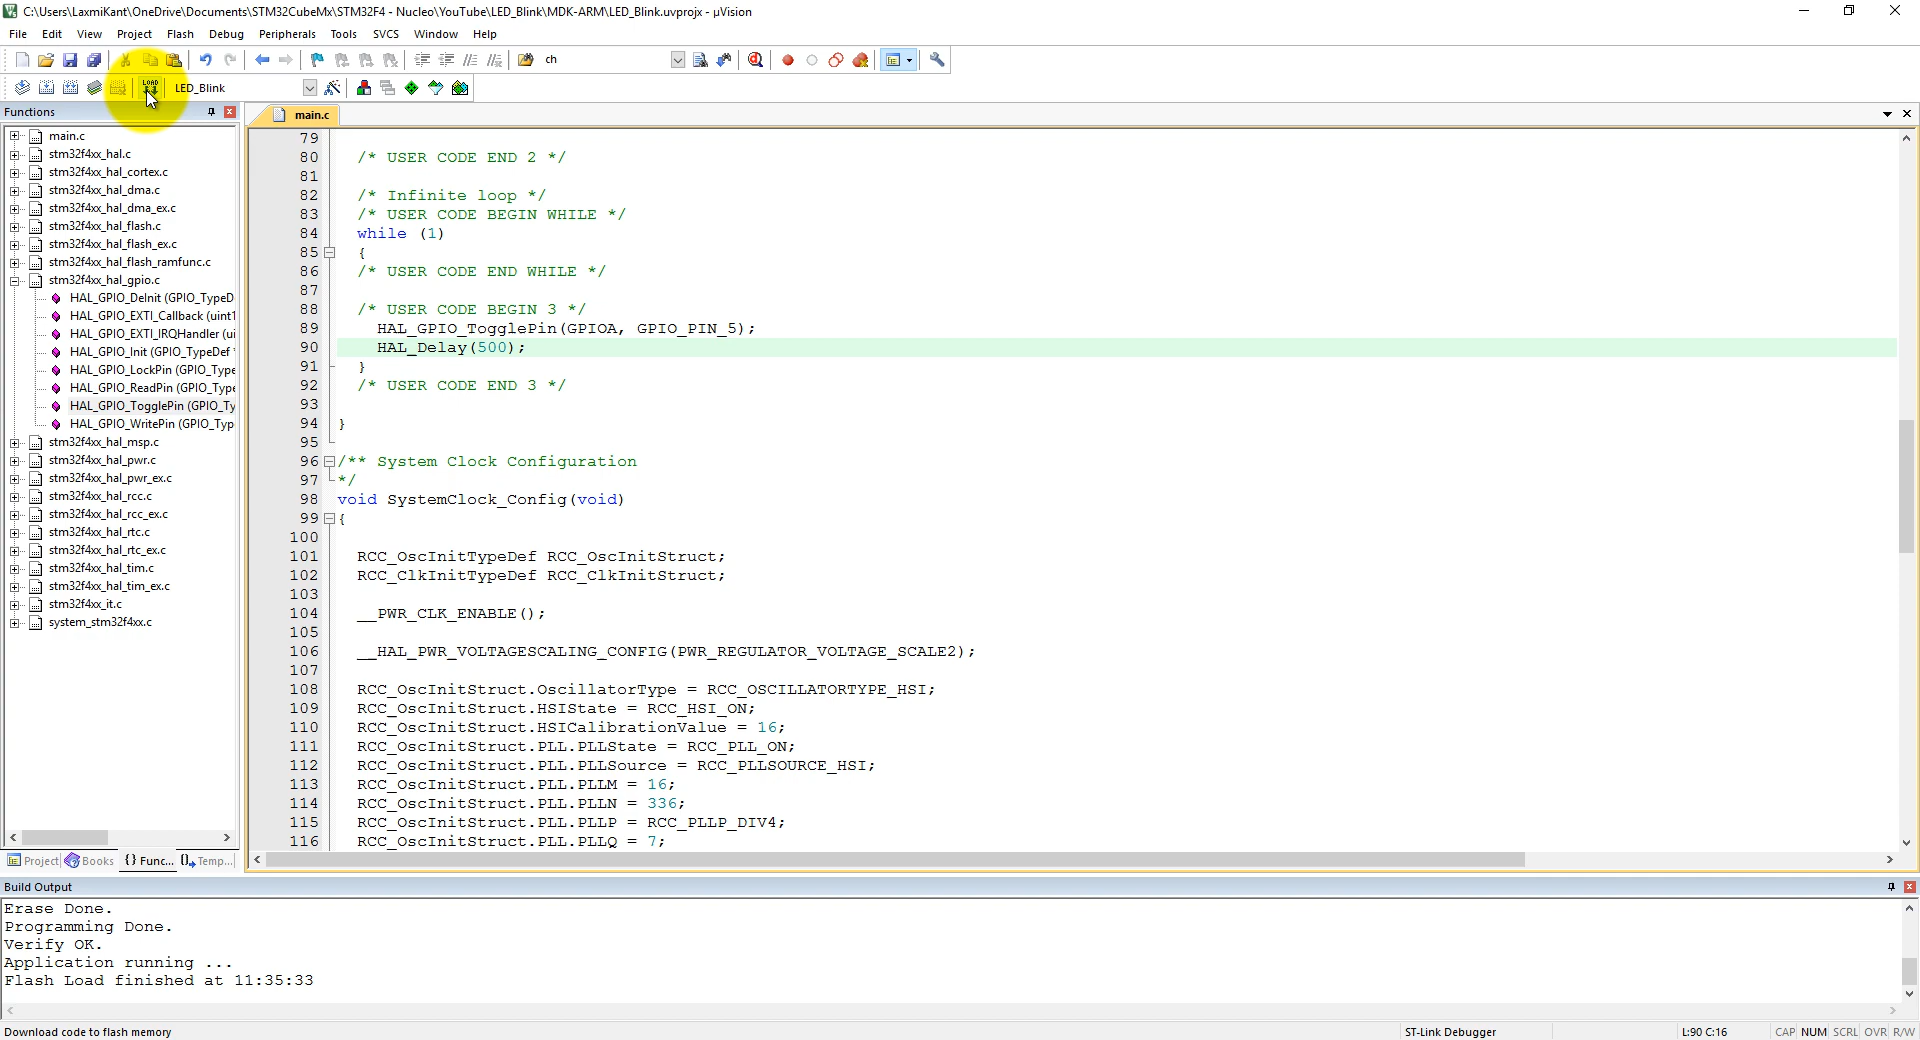 C:\Users\LaxmiKant\OneDrive\Documents\STM32CubeMx\STM32F4 - Nucleo\YouTube\LED_Blink\MDK-ARM\LED_Blink.uvprojx - µVision
File Edit View Project Flash Debug Peripherals Tools SVCS Window Help
ch
LOAD
LED_Blink
Functions
main.c
stm32f4xx_hal.c
stm32f4xx_hal_cortex.c
stm32f4xx_hal_dma.c
stm32f4xx_hal_dma_ex.c
stm32f4xx_hal_flash.c
stm32f4xx_hal_flash_ex.c
stm32f4xx_hal_flash_ramfunc.c
stm32f4xx_hal_gpio.c
HAL_GPIO_DeInit (GPIO_TypeD
HAL_GPIO_EXTI_Callback (uint1
HAL_GPIO_EXTI_IRQHandler (ui
HAL_GPIO_Init (GPIO_TypeDef *
HAL_GPIO_LockPin (GPIO_Type
HAL_GPIO_ReadPin (GPIO_Type
HAL_GPIO_TogglePin (GPIO_Ty
HAL_GPIO_WritePin (GPIO_Typ
stm32f4xx_hal_msp.c
stm32f4xx_hal_pwr.c
stm32f4xx_hal_pwr_ex.c
stm32f4xx_hal_rcc.c
stm32f4xx_hal_rcc_ex.c
stm32f4xx_hal_rtc.c
stm32f4xx_hal_rtc_ex.c
stm32f4xx_hal_tim.c
stm32f4xx_hal_tim_ex.c
stm32f4xx_it.c
system_stm32f4xx.c
Project Books {} Func... Temp...
main.c
79
80 /* USER CODE END 2 */
81
82 /* Infinite loop */
83 /* USER CODE BEGIN WHILE */
84 while (1)
85 {
86 /* USER CODE END WHILE */
87
88 /* USER CODE BEGIN 3 */
89 HAL_GPIO_TogglePin(GPIOA, GPIO_PIN_5);
90 HAL_Delay(500);
91 }
92 /* USER CODE END 3 */
93
94 }
95
96 /** System Clock Configuration
97 */
98 void SystemClock_Config(void)
99 {
100
101 RCC_OscInitTypeDef RCC_OscInitStruct;
102 RCC_ClkInitTypeDef RCC_ClkInitStruct;
103
104 __PWR_CLK_ENABLE();
105
106 __HAL_PWR_VOLTAGESCALING_CONFIG(PWR_REGULATOR_VOLTAGE_SCALE2);
107
108 RCC_OscInitStruct.OscillatorType = RCC_OSCILLATORTYPE_HSI;
109 RCC_OscInitStruct.HSIState = RCC_HSI_ON;
110 RCC_OscInitStruct.HSICalibrationValue = 16;
111 RCC_OscInitStruct.PLL.PLLState = RCC_PLL_ON;
112 RCC_OscInitStruct.PLL.PLLSource = RCC_PLLSOURCE_HSI;
113 RCC_OscInitStruct.PLL.PLLM = 16;
114 RCC_OscInitStruct.PLL.PLLN = 336;
115 RCC_OscInitStruct.PLL.PLLP = RCC_PLLP_DIV4;
116 RCC_OscInitStruct.PLL.PLLQ = 7;
Build Output
Erase Done.
Programming Done.
Verify OK.
Application running ...
Flash Load finished at 11:35:33
Download code to flash memory ST-Link Debugger L:90 C:16 CAP NUM SCRL OVR R/W